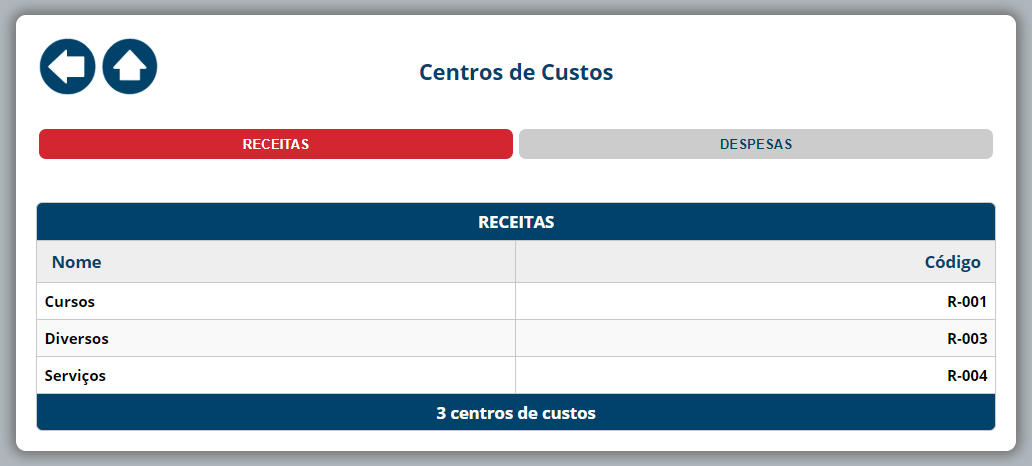 Centros de Custos
RECEITAS DESPESAS
RECEITAS
Nome Código
Cursos R-001
Diversos R-003
Serviços R-004
3 centros de custos